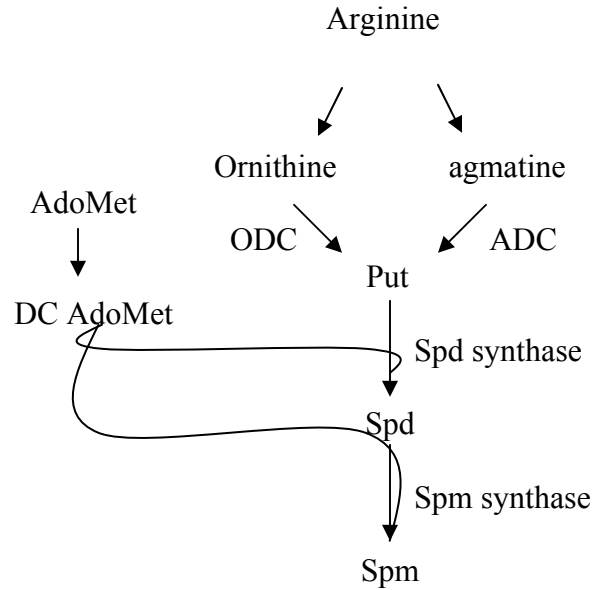 Arginine
Ornithine
agmatine
AdoMet
ODC
ADC
Put
DC AdoMet
Spd synthase
Spd
Spm synthase
Spm